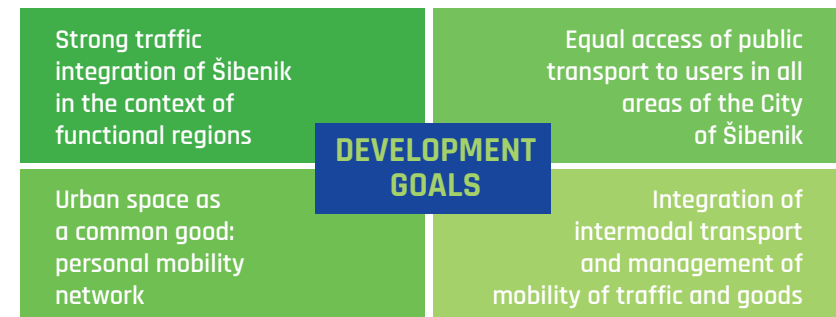 Strong traffic
integration of Šibenik
in the context of
functional regions
Equal access of public
transport to users in all
areas of the City
of Šibenik
DEVELOPMENT
GOALS
Urban space as
a common good:
personal mobility
network
Integration of
intermodal transport
and management of
mobility of traffic and goods